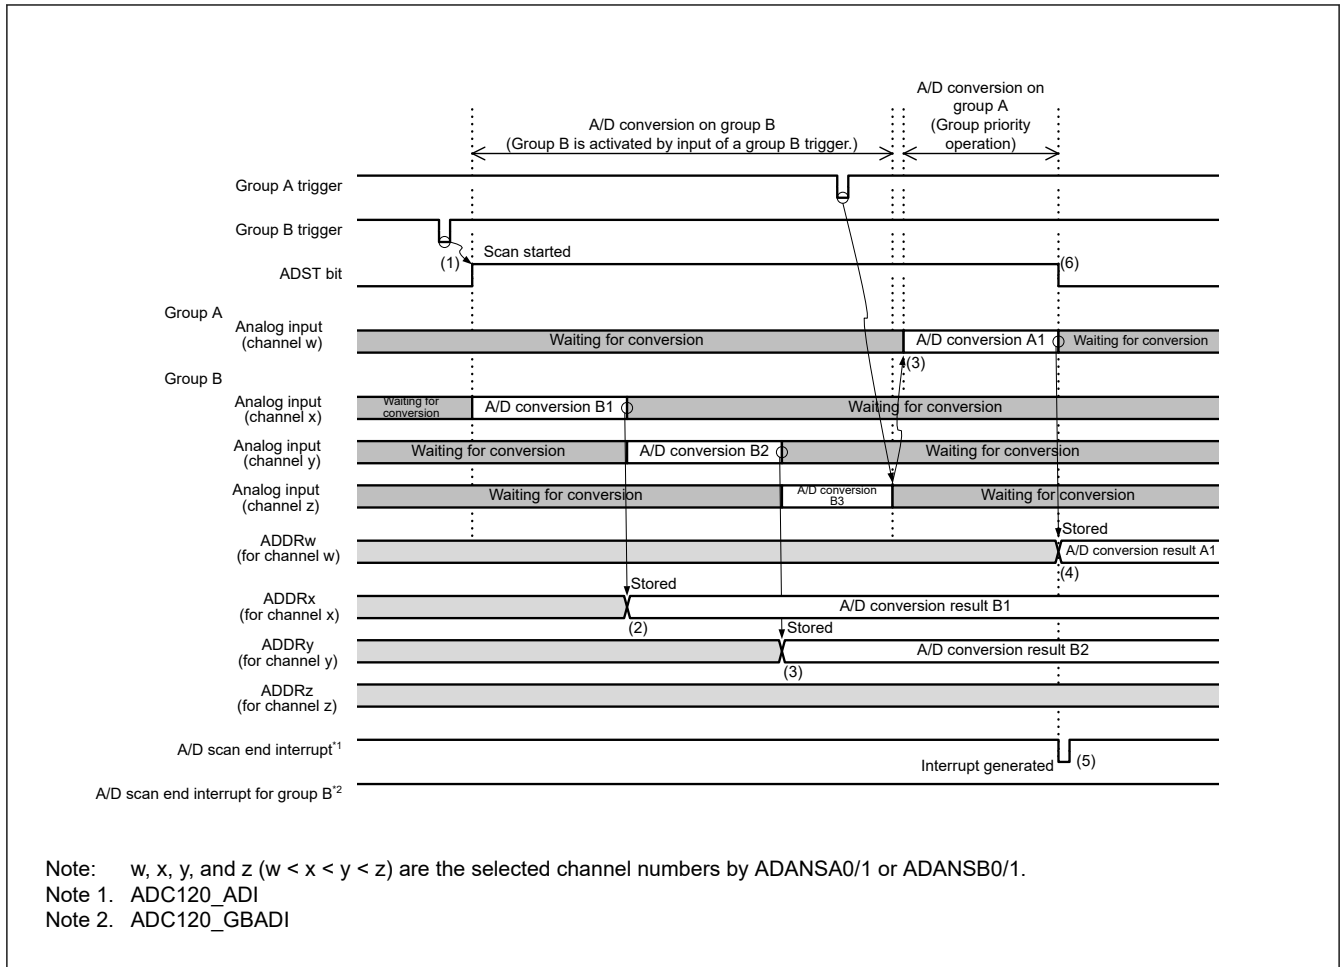 A/D conversion on
group A
(Group priority
operation)
A/D conversion on group B
(Group B is activated by input of a group B trigger.)
Group A trigger
Group B trigger
(1)
Scan started
ADST bit
(6)
Group A
Analog input
(channel w)
Waiting for conversion
A/D conversion A1
Waiting for conversion
(3)
Group B
Analog input
(channel x)
Waiting for
conversion
A/D conversion B1
Waiting for conversion
Analog input
(channel y)
Waiting for conversion
A/D conversion B2
Waiting for conversion
Analog input
(channel z)
Waiting for conversion
A/D conversion
B3
Waiting for conversion
Stored
ADDRw
(for channel w)
A/D conversion result A1
(4)
Stored
ADDRx
(for channel x)
A/D conversion result B1
(2)
Stored
ADDRy
(for channel y)
A/D conversion result B2
(3)
ADDRz
(for channel z)
A/D scan end interrupt*1
Interrupt generated
(5)
A/D scan end interrupt for group B*2
Note: w, x, y, and z (w < x < y < z) are the selected channel numbers by ADANSA0/1 or ADANSB0/1.
Note 1. ADC120_ADI
Note 2. ADC120_GBADI